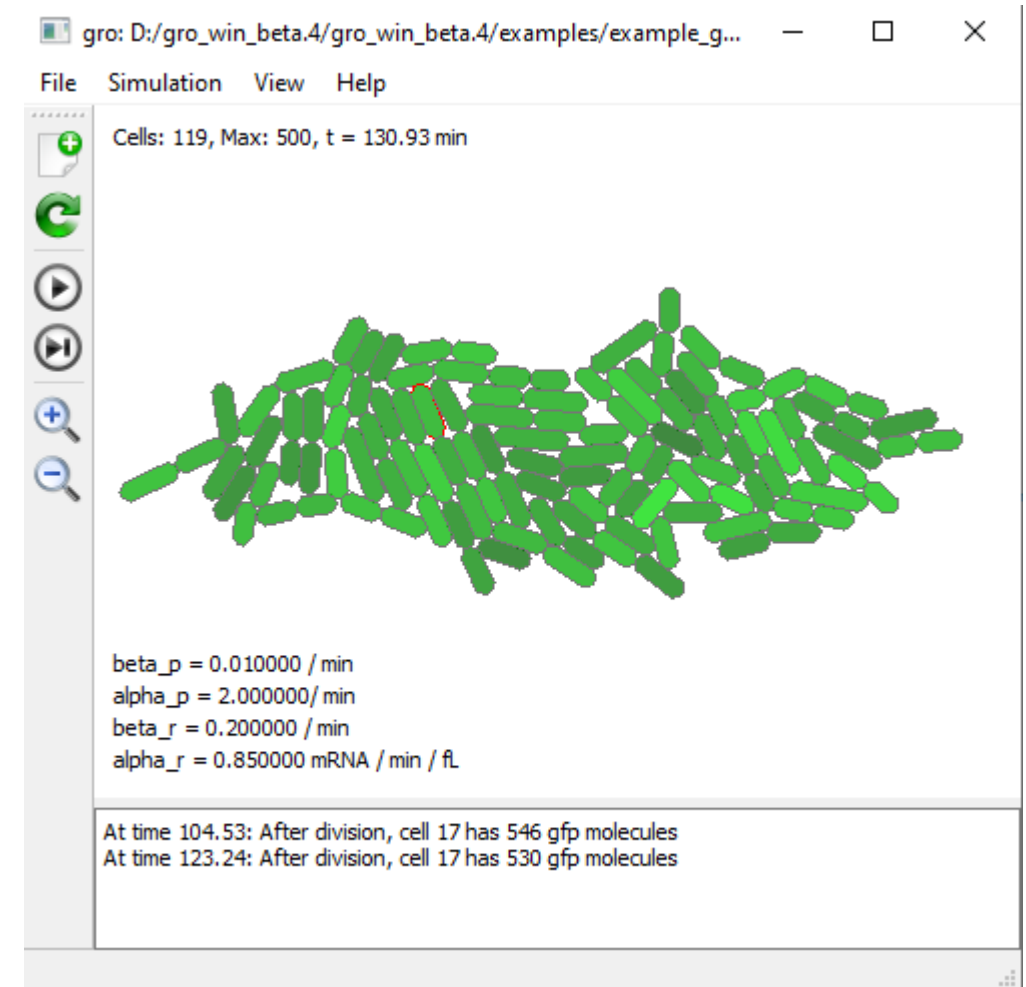 gro: D:/gro_win_beta.4/gro_win_beta.4/examples/example_g...
File Simulation View Help
Cells: 119, Max: 500, t = 130.93 min
beta_p = 0.010000 / min
alpha_p = 2.000000/ min
beta_r = 0.200000 / min
alpha_r = 0.850000 mRNA / min / fL
At time 104.53: After division, cell 17 has 546 gfp molecules
At time 123.24: After division, cell 17 has 530 gfp molecules